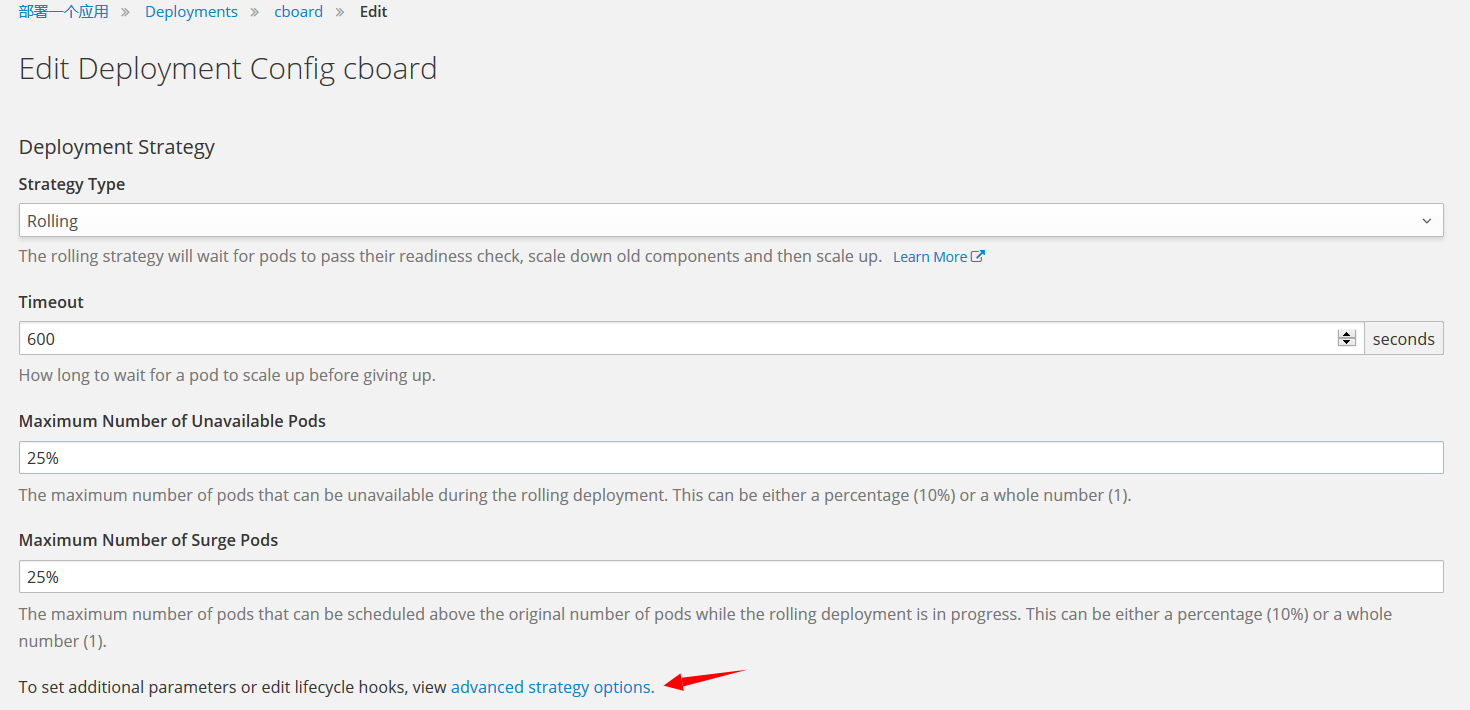 部署一个应用 » Deployments » cboard » Edit
Edit Deployment Config cboard
Deployment Strategy
Strategy Type
Rolling
The rolling strategy will wait for pods to pass their readiness check, scale down old components and then scale up. Learn More
Timeout
600 seconds
How long to wait for a pod to scale up before giving up.
Maximum Number of Unavailable Pods
25%
The maximum number of pods that can be unavailable during the rolling deployment. This can be either a percentage (10%) or a whole number (1).
Maximum Number of Surge Pods
25%
The maximum number of pods that can be scheduled above the original number of pods while the rolling deployment is in progress. This can be either a percentage (10%) or a whole
number (1).
To set additional parameters or edit lifecycle hooks, view advanced strategy options.